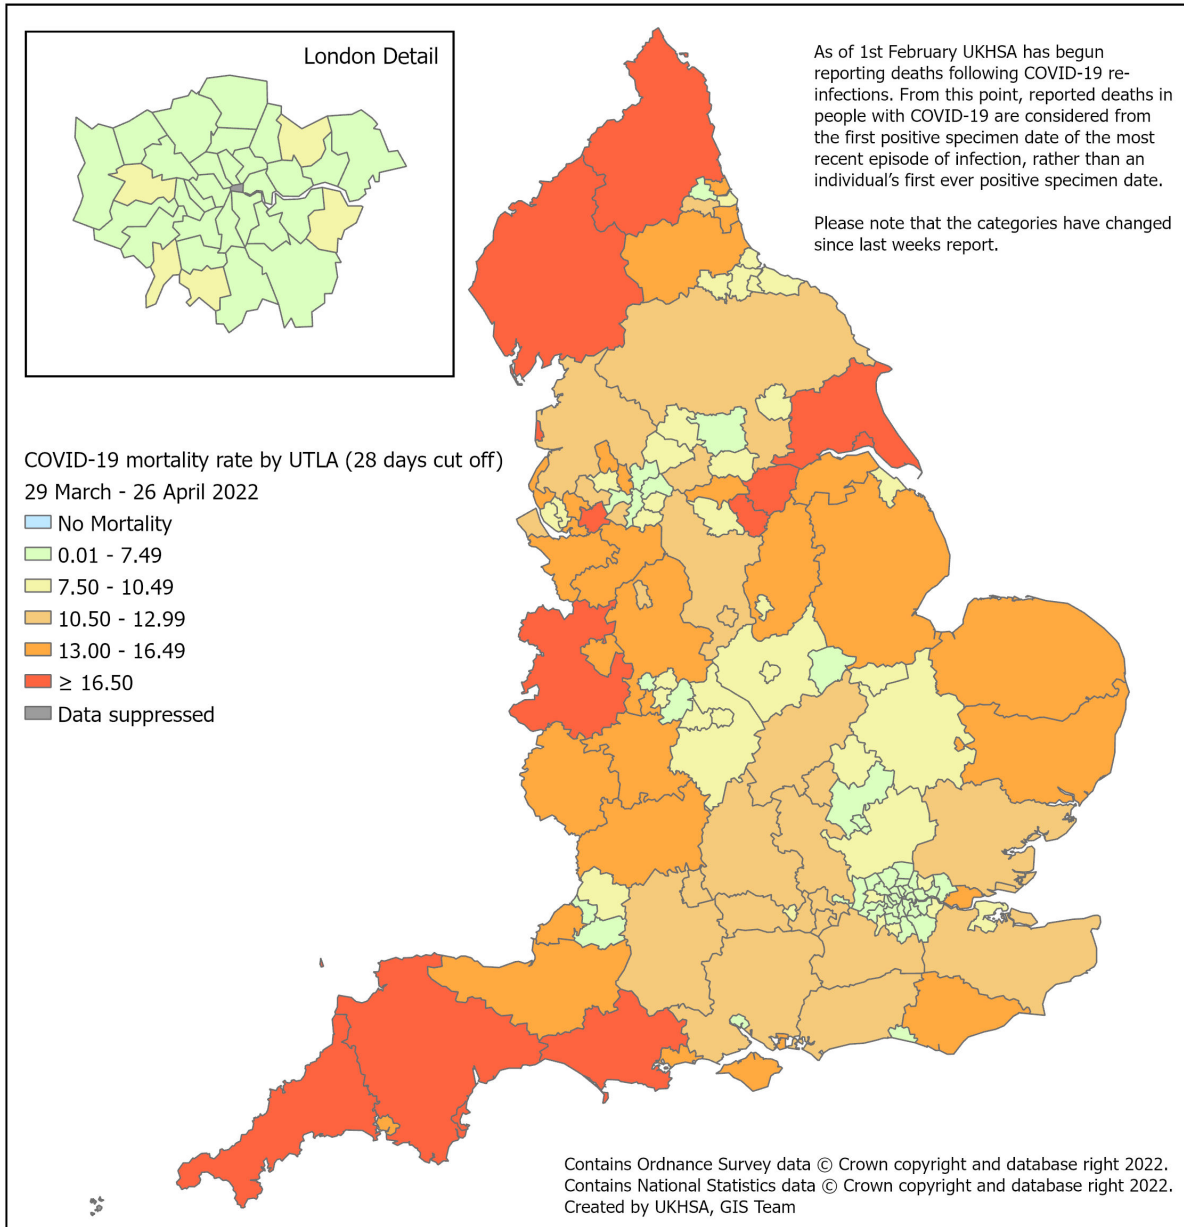 London Detail
As of 1st February UKHSA has begun
reporting deaths following COVID-19 re-
infections. From this point, reported deaths in
people with COVID-19 are considered from
the first positive specimen date of the most
recent episode of infection, rather than an
individual's first ever positive specimen date.
Please note that the categories have changed
since last weeks report.
COVID-19 mortality rate by UTLA (28 days cut off)
29 March - 26 April 2022
No Mortality
0.01 - 7.49
7.50 - 10.49
10.50 - 12.99
13.00 - 16.49
≥ 16.50
Data suppressed
Contains Ordnance Survey data © Crown copyright and database right 2022.
Contains National Statistics data © Crown copyright and database right 2022.
Created by UKHSA, GIS Team